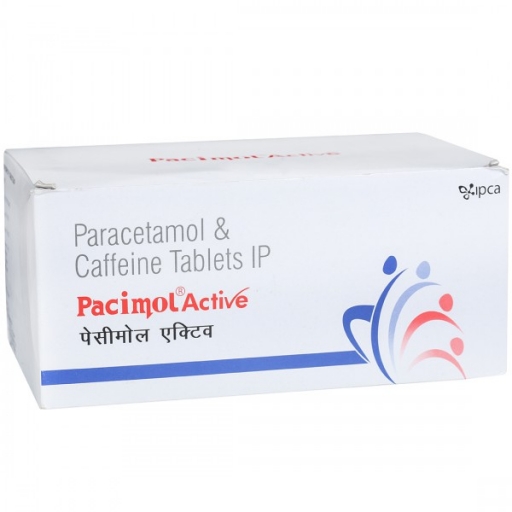 Pacimol Active
ipca
Paracetamol &
Caffeine Tablets IP
Pacimol® Active
पेसीमोल एक्टिव